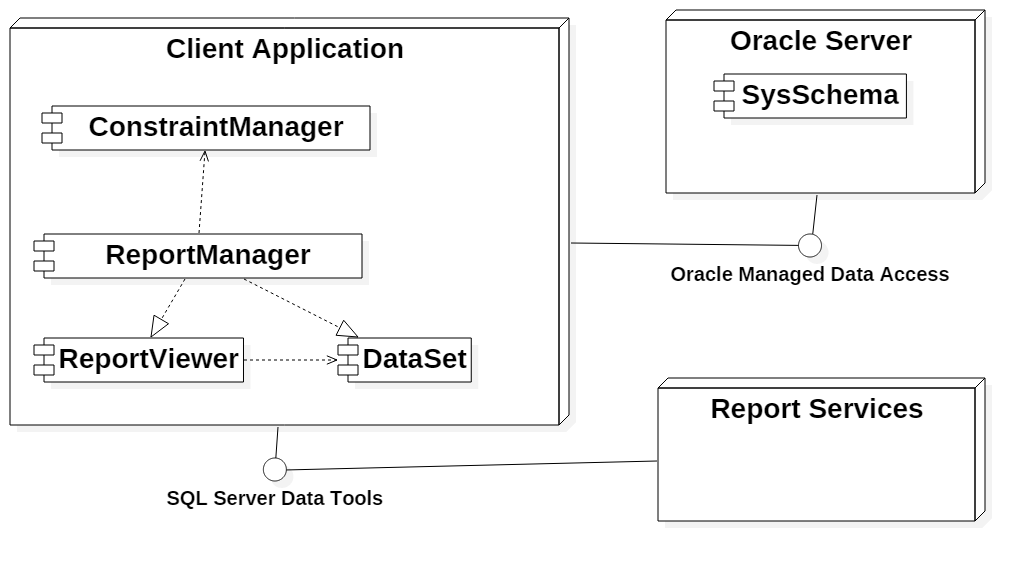 Client Application
ConstraintManager
ReportManager
ReportViewer
DataSet
SQL Server Data Tools
Oracle Server
SysSchema
Oracle Managed Data Access
Report Services